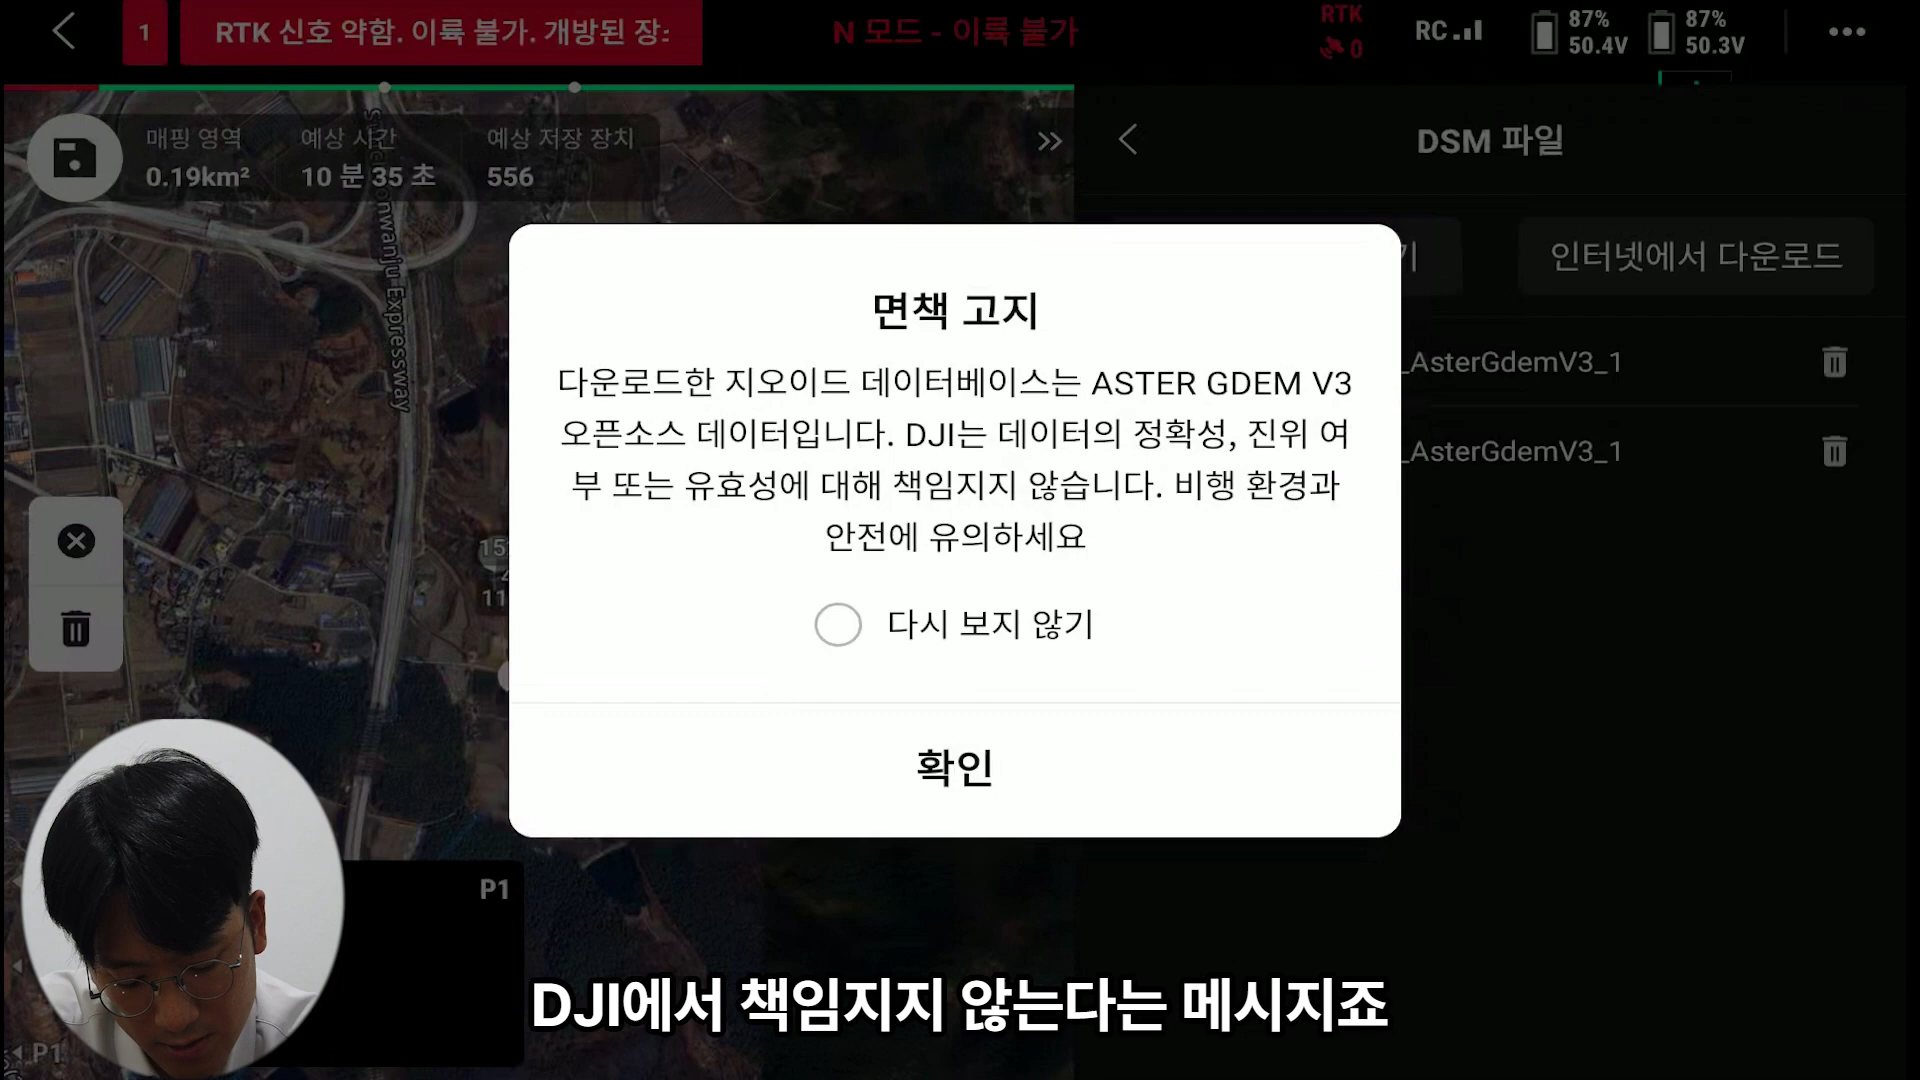 1
RTK 신호 약함. 이륙 불가. 개방된 장
N 모드 - 이륙 불가
RTK
0
RC
87%
50.4V
87%
50.3V
매핑 영역
0.19km²
예상 시간
10 분 35 초
예상 저장 장치
556
DSM 파일
기
인터넷에서 다운로드
_AsterGdemV3_1
_AsterGdemV3_1
onwanju Expressway
면책 고지
다운로드한 지오이드 데이터베이스는 ASTER GDEM V3
오픈소스 데이터입니다. DJI는 데이터의 정확성, 진위 여
부 또는 유효성에 대해 책임지지 않습니다. 비행 환경과
안전에 유의하세요
다시 보지 않기
확인
P1
P1
DJI에서 책임지지 않는다는 메시지죠